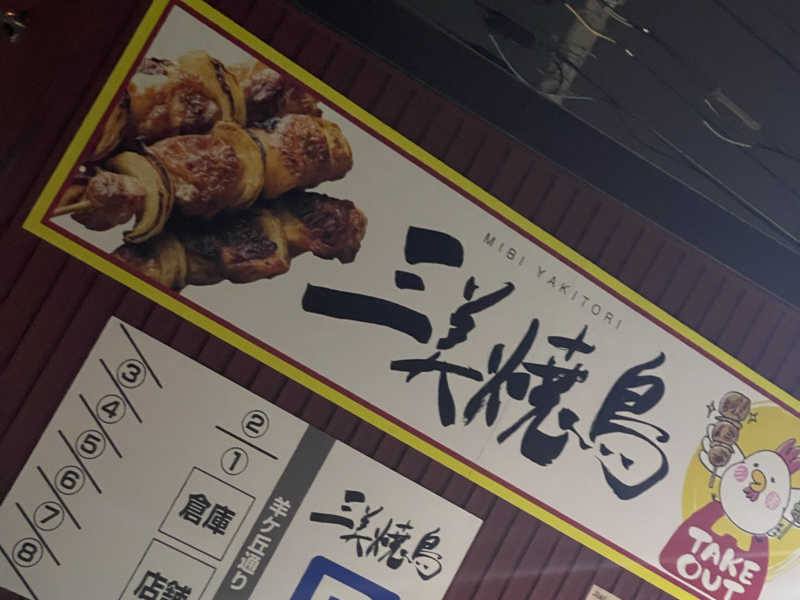 MIBI YAKITORI
三美焼鳥
TAKE
OUT
③
④
⑤
⑥
⑦
⑧
②
①
倉庫
店舗
羊ケ丘通り
三美焼鳥